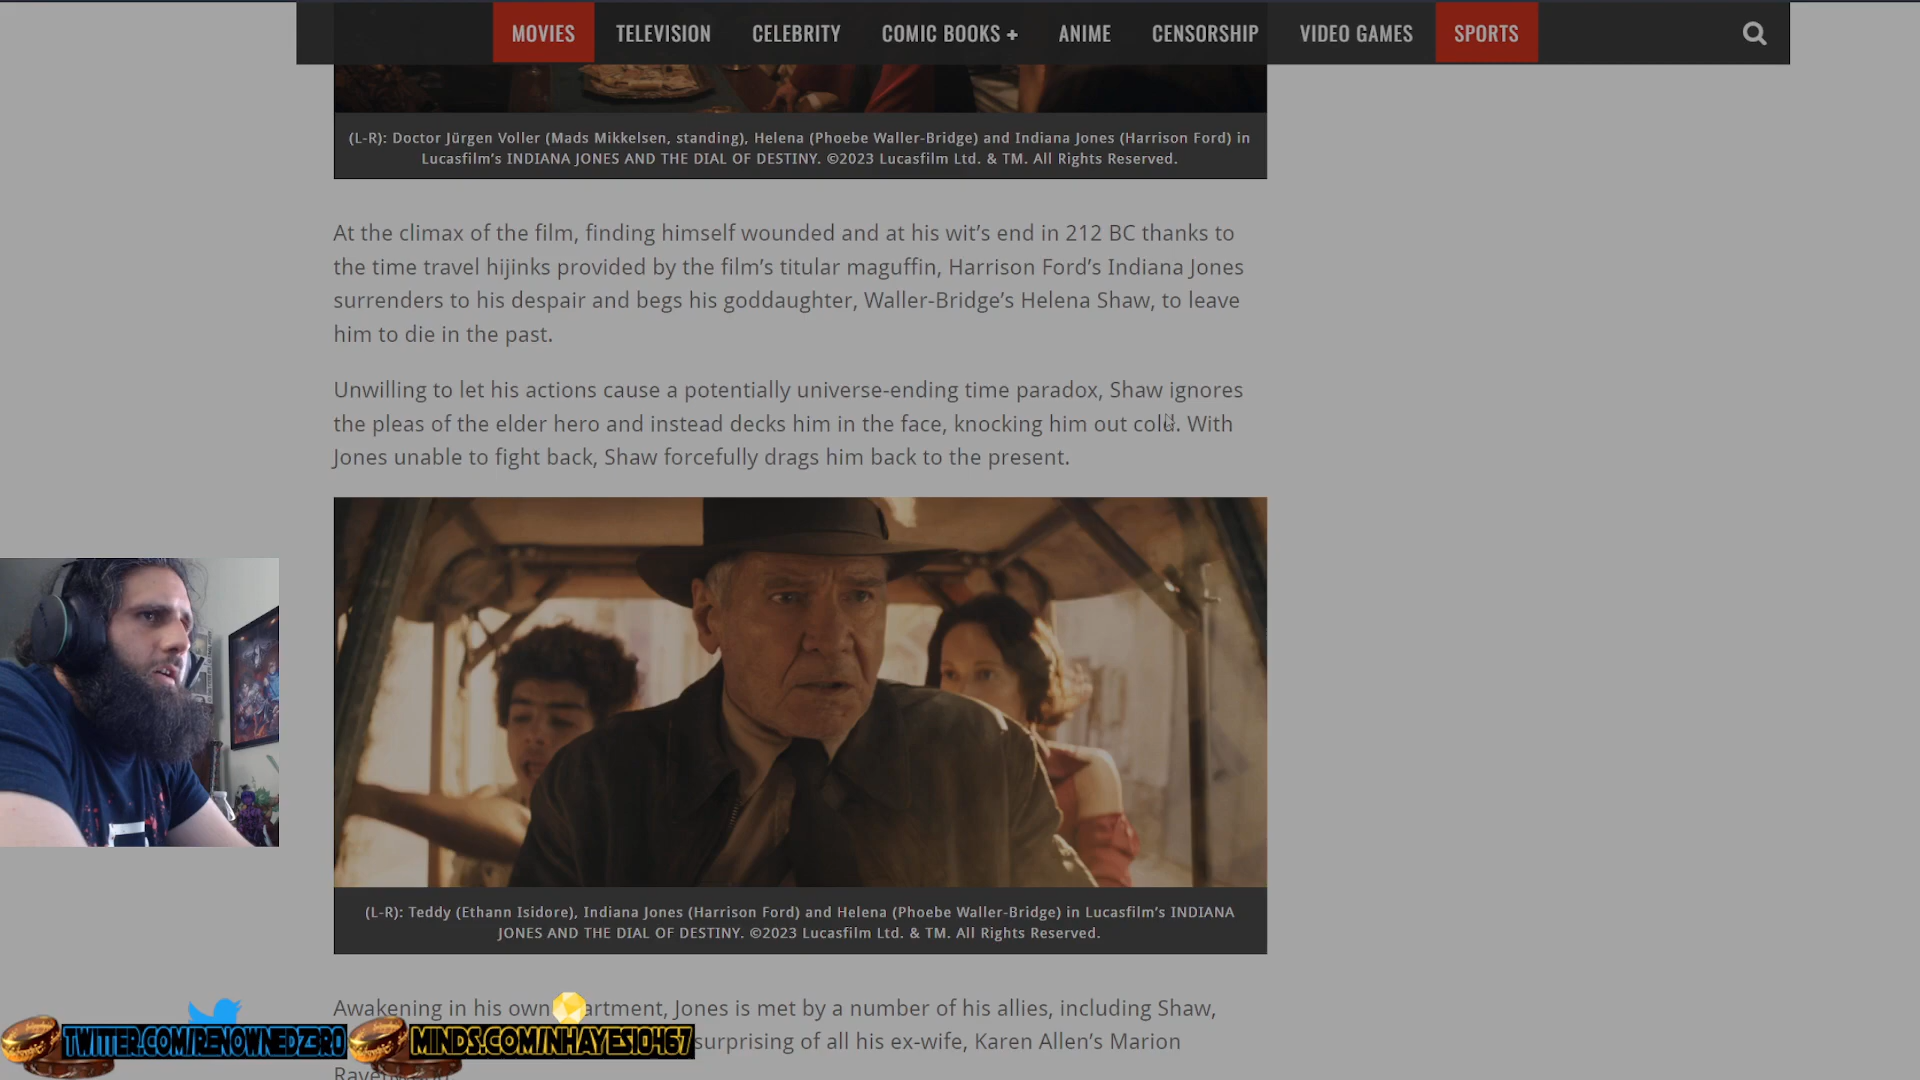 MOVIES TELEVISION CELEBRITY COMIC BOOKS + ANIME CENSORSHIP VIDEO GAMES SPORTS
(L-R): Doctor Jürgen Voller (Mads Mikkelsen, standing), Helena (Phoebe Waller-Bridge) and Indiana Jones (Harrison Ford) in
Lucasfilm's INDIANA JONES AND THE DIAL OF DESTINY. ©2023 Lucasfilm Ltd. & TM. All Rights Reserved.
At the climax of the film, finding himself wounded and at his wit's end in 212 BC thanks to
the time travel hijinks provided by the film's titular maguffin, Harrison Ford's Indiana Jones
surrenders to his despair and begs his goddaughter, Waller-Bridge's Helena Shaw, to leave
him to die in the past.
Unwilling to let his actions cause a potentially universe-ending time paradox, Shaw ignores
the pleas of the elder hero and instead decks him in the face, knocking him out cold. With
Jones unable to fight back, Shaw forcefully drags him back to the present.
(L-R): Teddy (Ethann Isidore), Indiana Jones (Harrison Ford) and Helena (Phoebe Waller-Bridge) in Lucasfilm's INDIANA
JONES AND THE DIAL OF DESTINY. ©2023 Lucasfilm Ltd. & TM. All Rights Reserved.
Awakening in his own artment, Jones is met by a number of his allies, including Shaw,
surprising of all his ex-wife, Karen Allen's Marion
TWITTER.COM/RENOWNEDZ3RO MINDS.COM/NHAYES10467